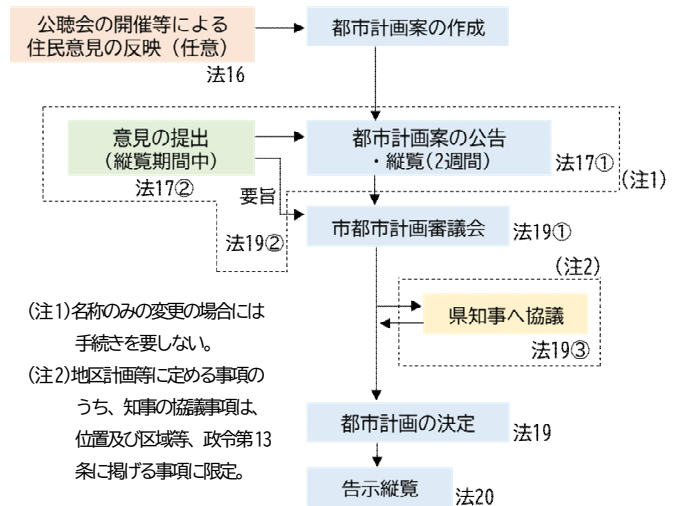 公聴会の開催等による
住民意見の反映（任意）
法16
都市計画案の作成
意見の提出
（縦覧期間中）
法17②
都市計画案の公告
・縦覧(2週間)
法17①
(注1)
要旨
法19②
市都市計画審議会
法19①
(注2)
県知事へ協議
法19③
(注1)名称のみの変更の場合には
手続きを要しない。
(注2)地区計画等に定める事項の
うち、知事の協議事項は、
位置及び区域等、政令第13
条に掲げる事項に限定。
都市計画の決定
法19
告示縦覧
法20